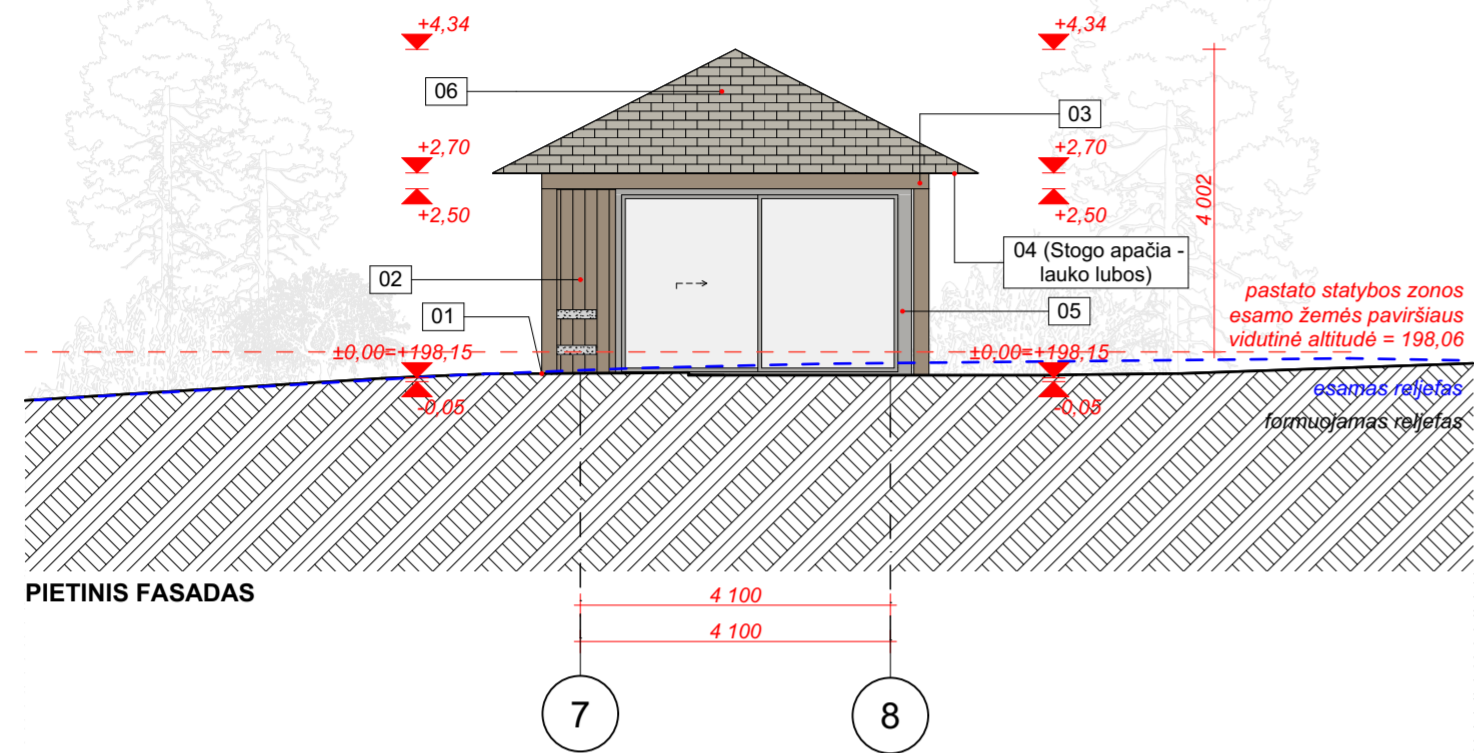 +4,34
+4,34
06
03
+2,70
+2,70
4 002
+2,50
+2,50
04 (Stogo apačia -
lauko lubos)
02
01
05
pastato statybos zonos
esamo žemės paviršiaus
vidutinė altitudė = 198,06
±0,00=+198,15
±0,00=+198,15
-0,05
-0,05
esamas reljefas
formuojamas reljefas
PIETINIS FASADAS
4 100
4 100
7
8